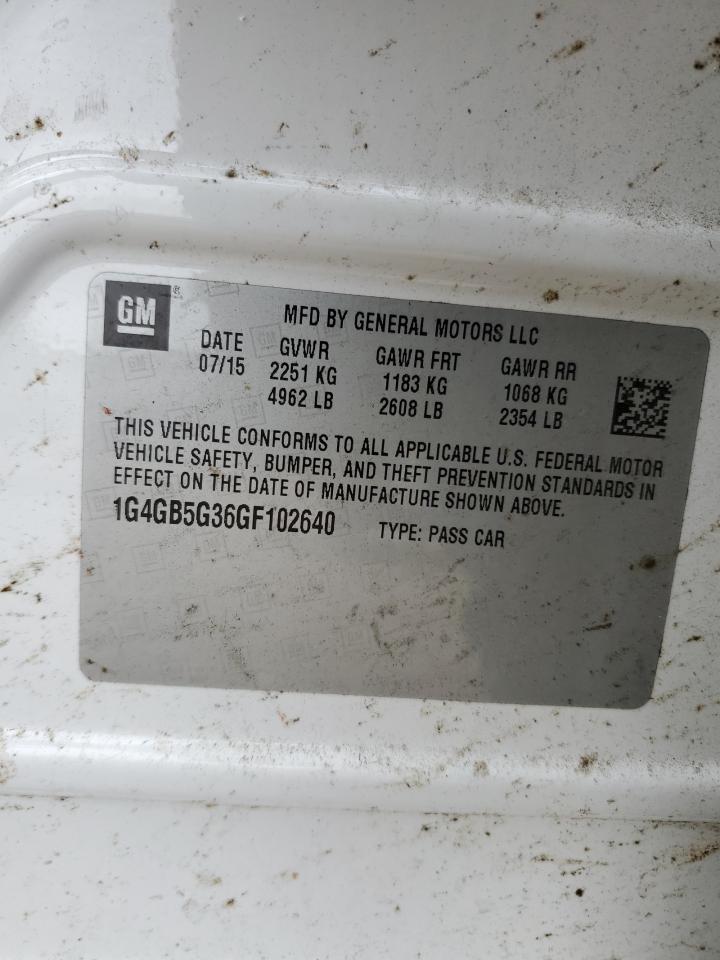 GM
MFD BY GENERAL MOTORS LLC
DATE GVWR GAWR FRT GAWR RR
07/15 2251 KG 1183 KG 1068 KG
4962 LB 2608 LB 2354 LB
THIS VEHICLE CONFORMS TO ALL APPLICABLE U.S. FEDERAL MOTOR
VEHICLE SAFETY, BUMPER, AND THEFT PREVENTION STANDARDS IN
EFFECT ON THE DATE OF MANUFACTURE SHOWN ABOVE.
1G4GB5G36GF102640 TYPE: PASS CAR